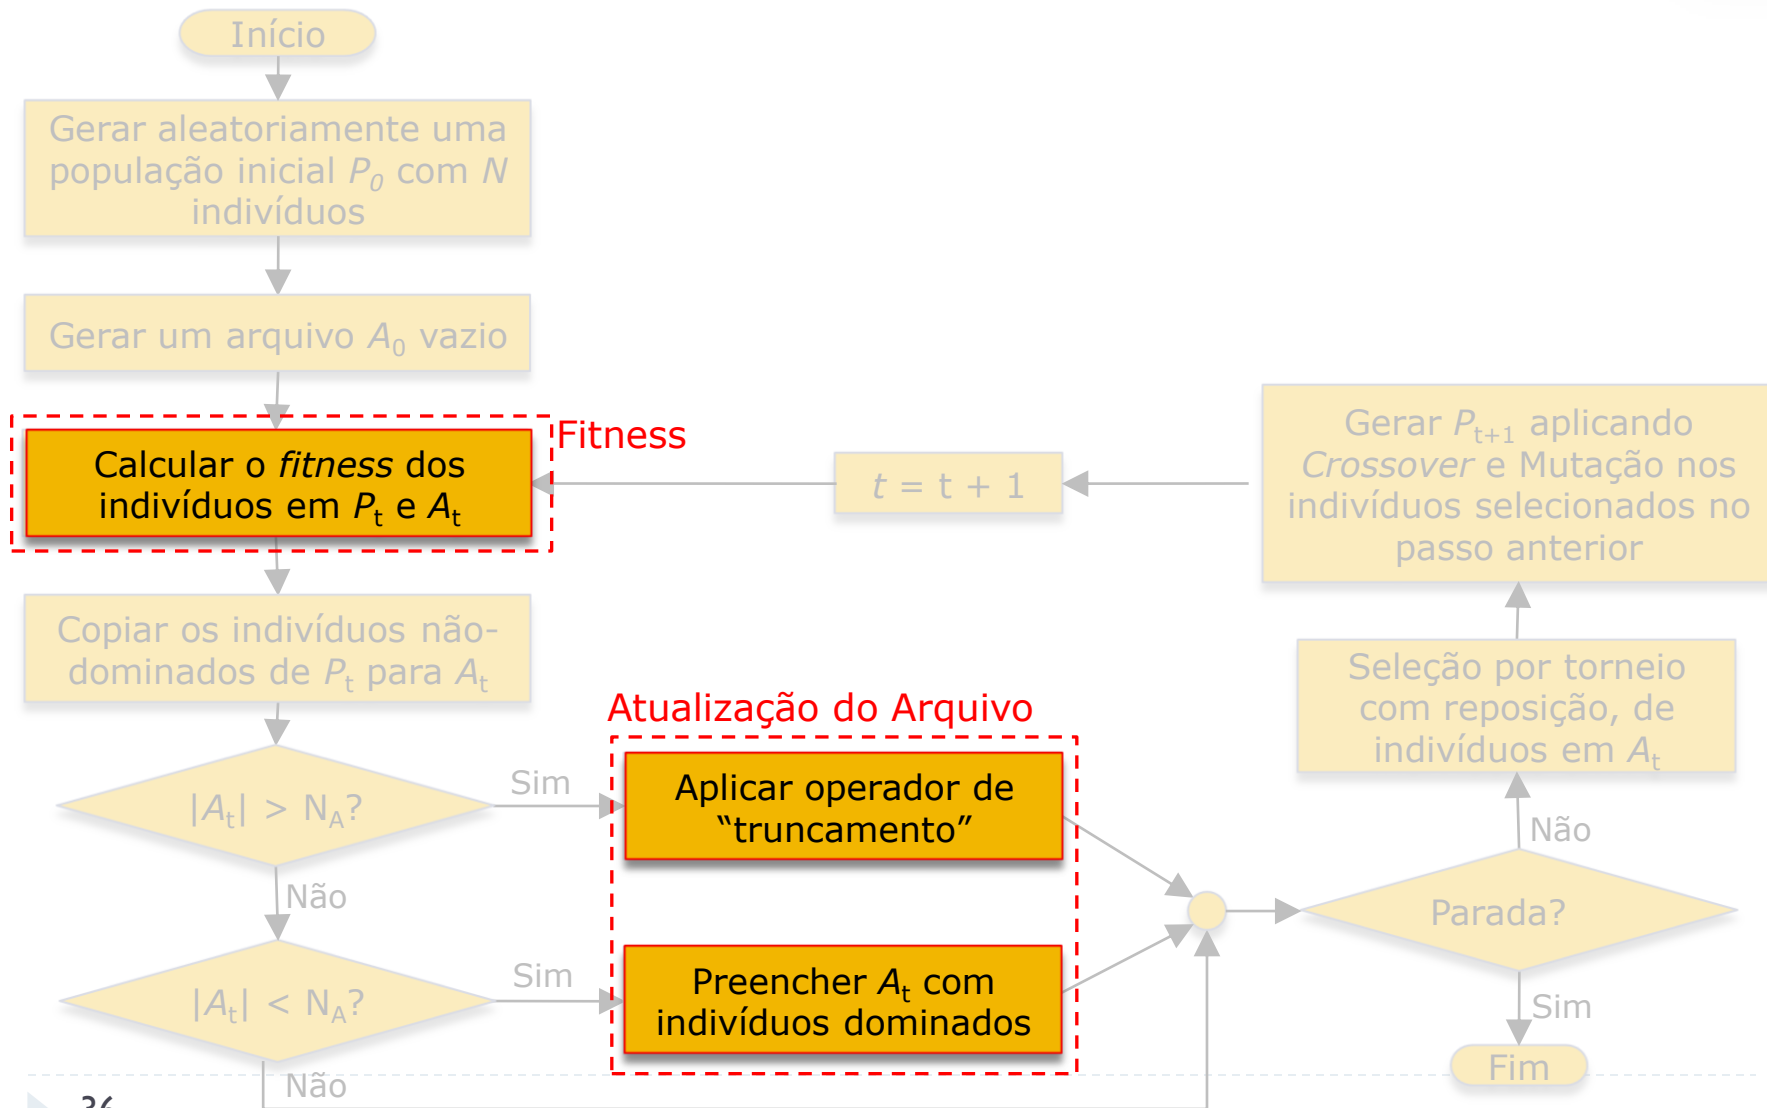 Início
Gerar aleatoriamente uma
população inicial P0 com N
indivíduos
Gerar um arquivo A0 vazio
Fitness
Calcular o fitness dos
indivíduos em Pt e At
t = t + 1
Gerar Pt+1 aplicando
Crossover e Mutação nos
indivíduos selecionados no
passo anterior
Copiar os indivíduos não-
dominados de Pt para At
Seleção por torneio
com reposição, de
indivíduos em At
Atualização do Arquivo
|At| > NA?
Sim
Aplicar operador de
“truncamento”
Não
Não
Parada?
|At| < NA?
Sim
Preencher At com
indivíduos dominados
Sim
Fim
Não
36